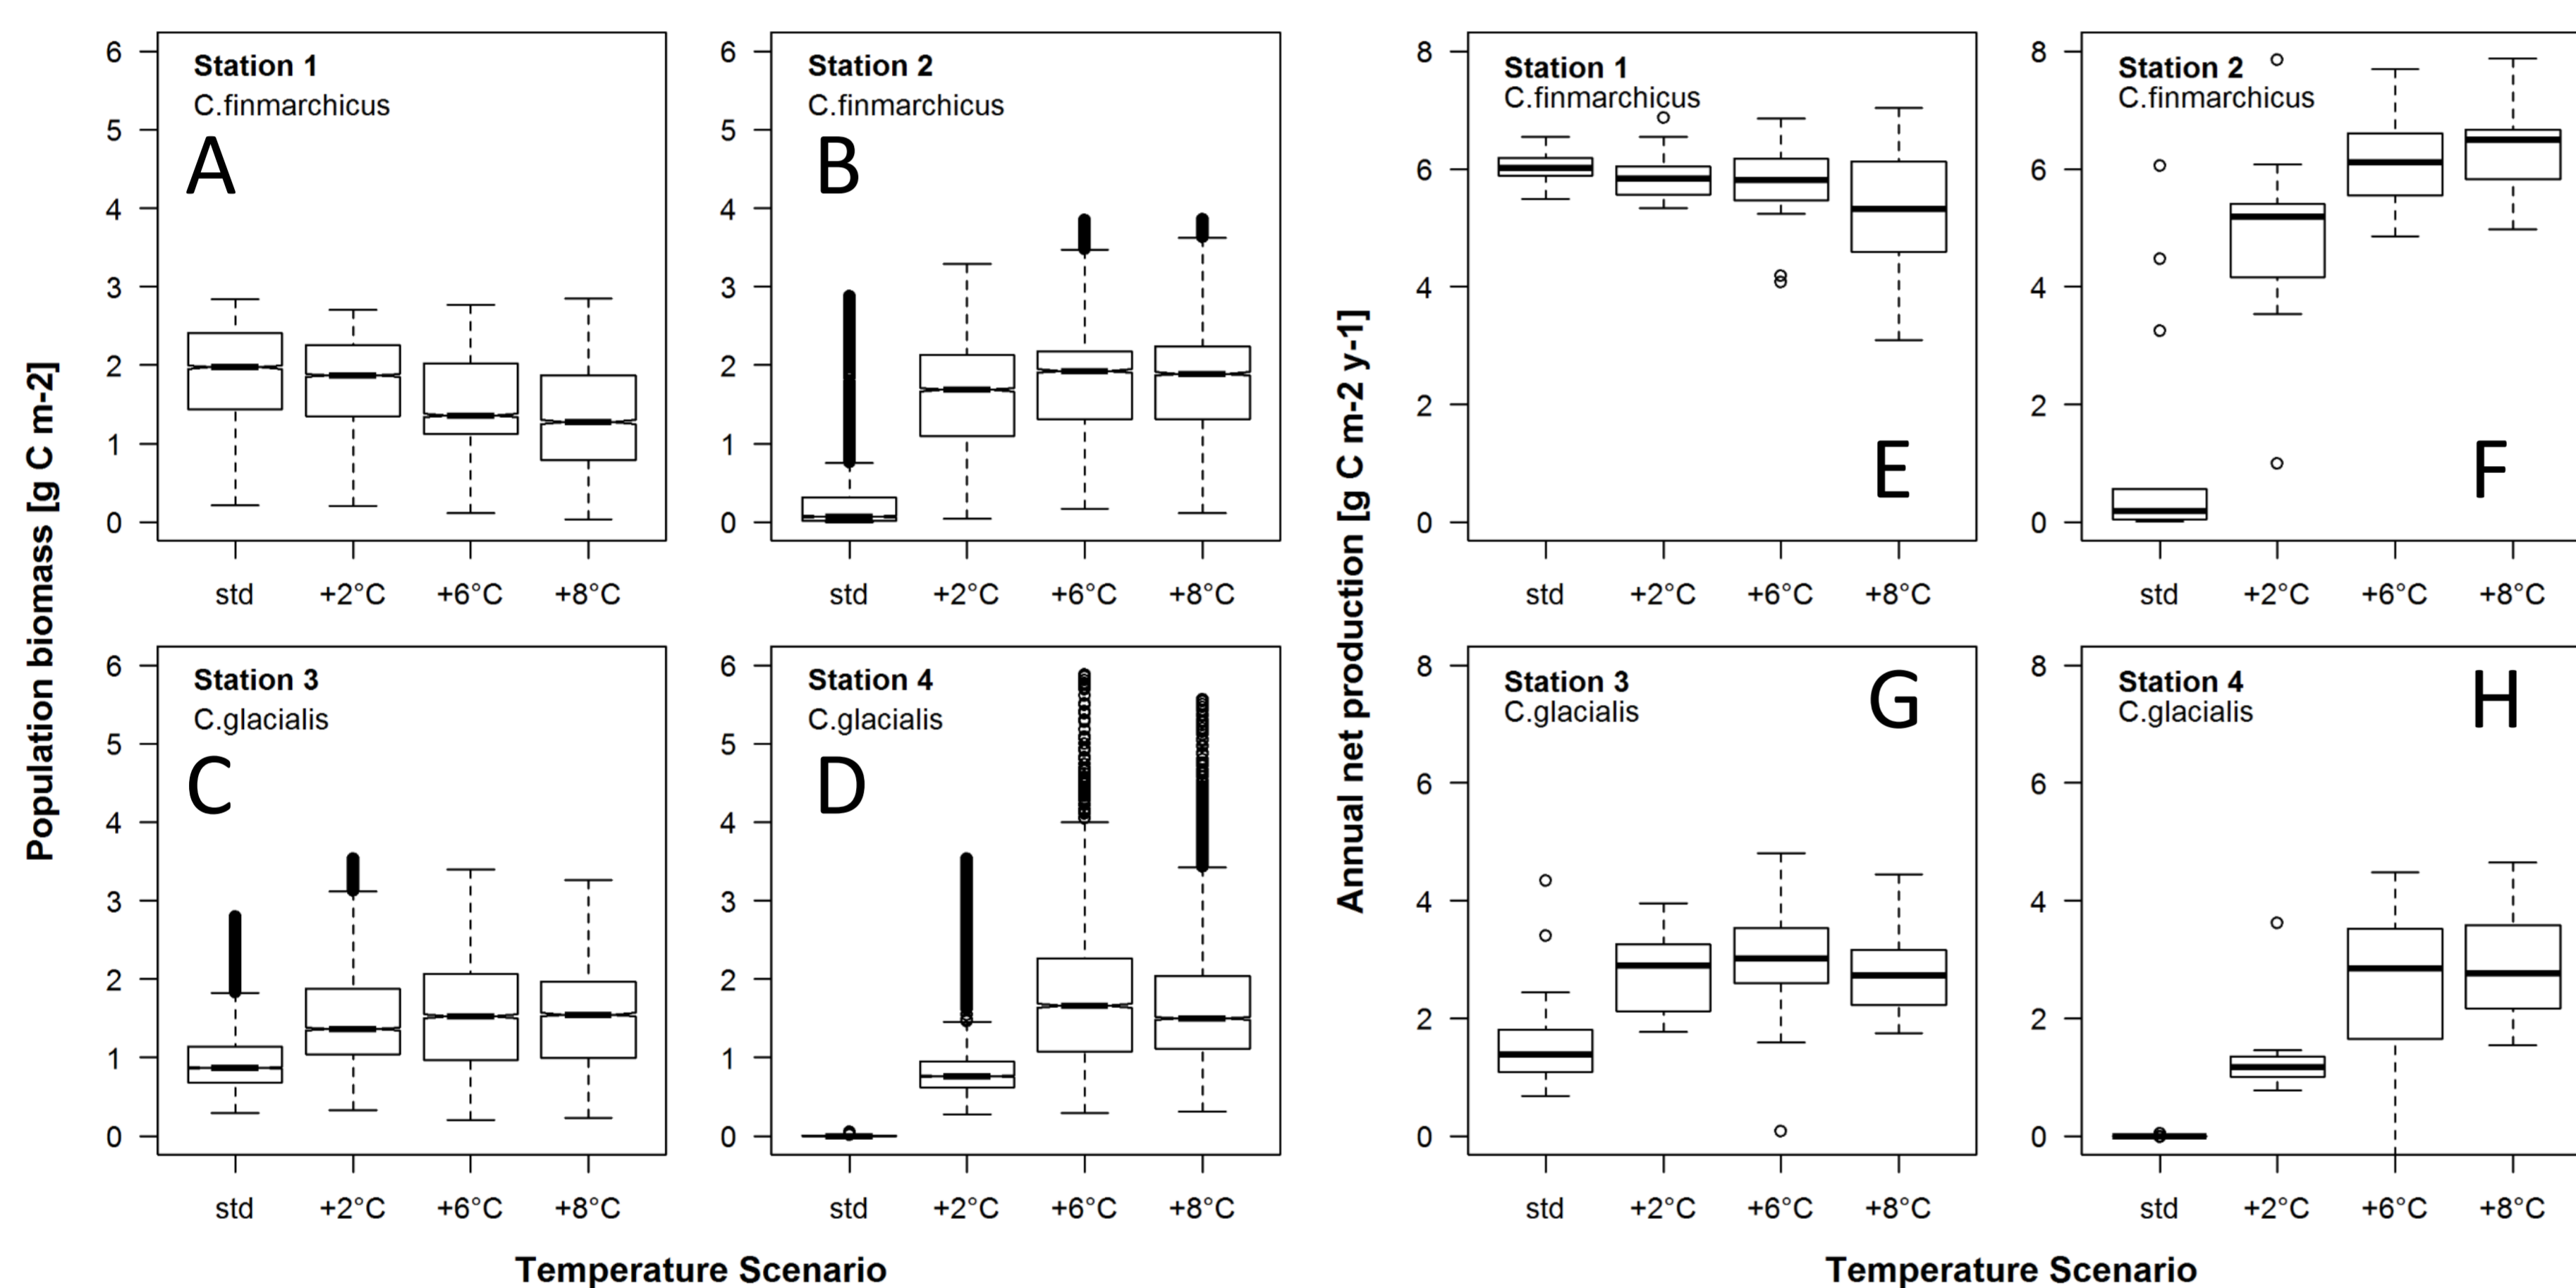 Population biomass [g C m-2]
Station 1
C.finmarchicus
A
6
5
4
3
2
1
0
std +2°C +6°C +8°C
Station 2
C.finmarchicus
B
6
5
4
3
2
1
0
std +2°C +6°C +8°C
Station 3
C.glacialis
C
6
5
4
3
2
1
0
std +2°C +6°C +8°C
Station 4
C.glacialis
D
6
5
4
3
2
1
0
std +2°C +6°C +8°C
Temperature Scenario
Annual net production [g C m-2 y-1]
Station 1
C.finmarchicus
E
8
6
4
2
0
std +2°C +6°C +8°C
Station 2
C.finmarchicus
F
8
6
4
2
0
std +2°C +6°C +8°C
Station 3
C.glacialis
G
8
6
4
2
0
std +2°C +6°C +8°C
Station 4
C.glacialis
H
8
6
4
2
0
std +2°C +6°C +8°C
Temperature Scenario